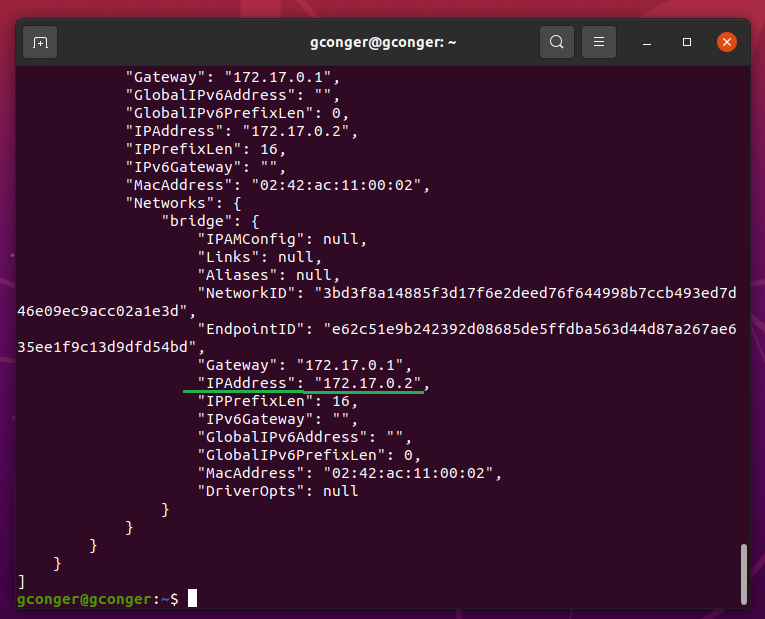 gconger@gconger: ~
"Gateway": "172.17.0.1",
"GlobalIPv6Address": "",
"GlobalIPv6PrefixLen": 0,
"IPAddress": "172.17.0.2",
"IPPrefixLen": 16,
"IPv6Gateway": "",
"MacAddress": "02:42:ac:11:00:02",
"Networks": {
"bridge": {
"IPAMConfig": null,
"Links": null,
"Aliases": null,
"NetworkID": "3bd3f8a14885f3d17f6e2deed76f644998b7ccb493ed7d
46e09ec9acc02a1e3d",
"EndpointID": "e62c51e9b242392d08685de5ffdba563d44d87a267ae6
35ee1f9c13d9dfd54bd",
"Gateway": "172.17.0.1",
"IPAddress": "172.17.0.2",
"IPPrefixLen": 16,
"IPv6Gateway": "",
"GlobalIPv6Address": "",
"GlobalIPv6PrefixLen": 0,
"MacAddress": "02:42:ac:11:00:02",
"DriverOpts": null
}
}
}
}
]
gconger@gconger:~$